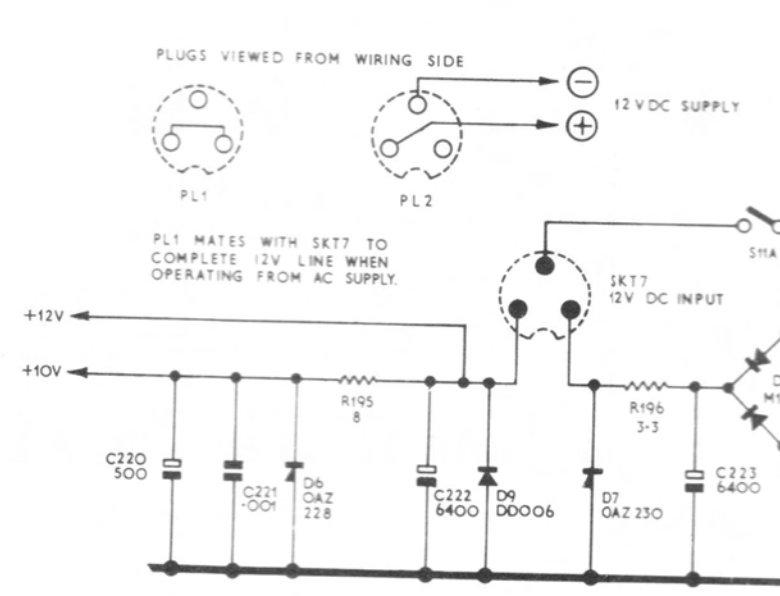 PLUGS VIEWED FROM WIRING SIDE
−
12 V DC SUPPLY
+
PL1
PL2
PL1 MATES WITH SKT7 TO
COMPLETE 12V LINE WHEN
OPERATING FROM AC SUPPLY.
S11A
SKT7
12V DC INPUT
+12V
+10V
R195
8
R196
3·3
D
M1
C220
500
C221
·001
D6
OAZ
228
C222
6400
D9
DD006
D7
OAZ 230
C223
6400